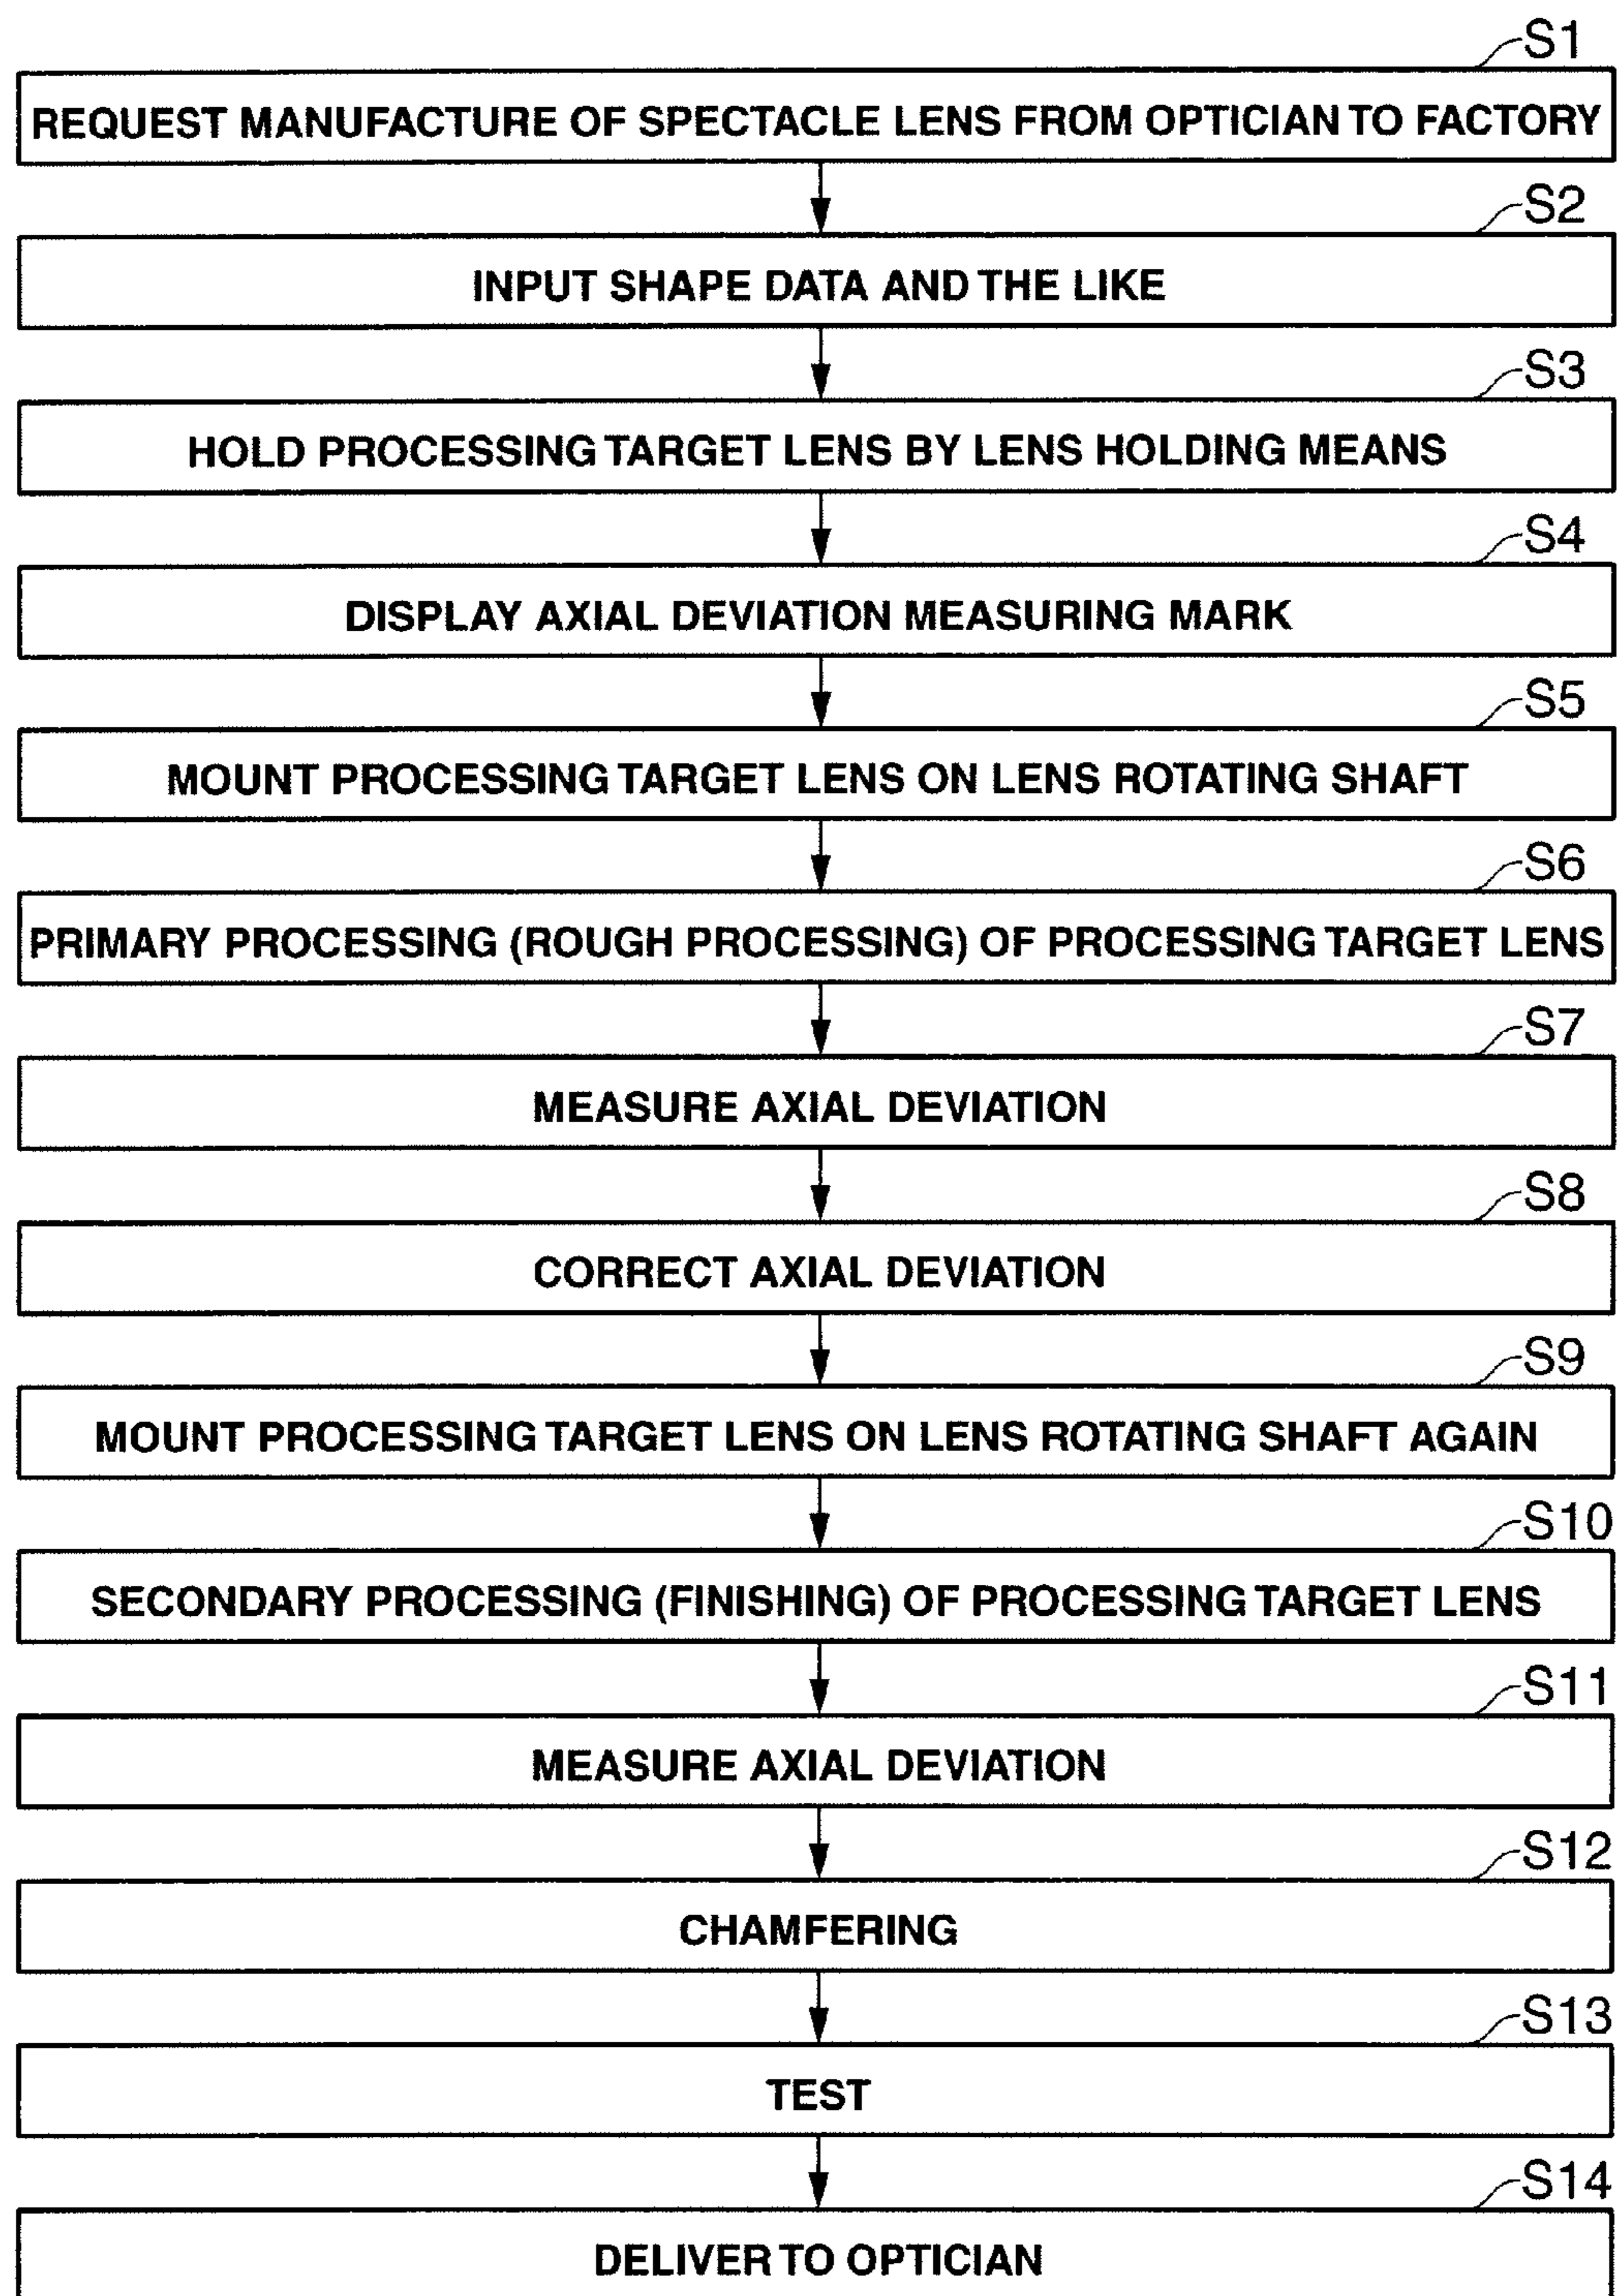 S1
REQUEST MANUFACTURE OF SPECTACLE LENS FROM OPTICIAN TO FACTORY
S2
INPUT SHAPE DATA AND THE LIKE
S3
HOLD PROCESSING TARGET LENS BY LENS HOLDING MEANS
S4
DISPLAY AXIAL DEVIATION MEASURING MARK
S5
MOUNT PROCESSING TARGET LENS ON LENS ROTATING SHAFT
S6
PRIMARY PROCESSING (ROUGH PROCESSING) OF PROCESSING TARGET LENS
S7
MEASURE AXIAL DEVIATION
S8
CORRECT AXIAL DEVIATION
S9
MOUNT PROCESSING TARGET LENS ON LENS ROTATING SHAFT AGAIN
S10
SECONDARY PROCESSING (FINISHING) OF PROCESSING TARGET LENS
S11
MEASURE AXIAL DEVIATION
S12
CHAMFERING
S13
TEST
S14
DELIVER TO OPTICIAN